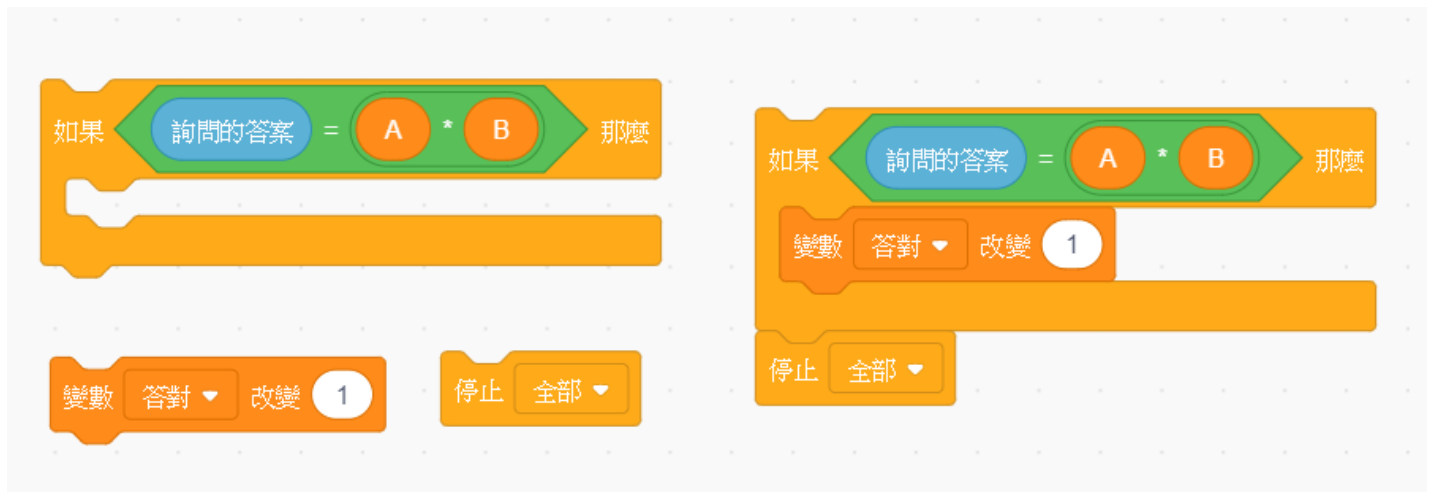 如果 詢問的答案 = A * B 那麼
變數 答對 改變 1
停止 全部
如果 詢問的答案 = A * B 那麼
變數 答對 改變 1
停止 全部